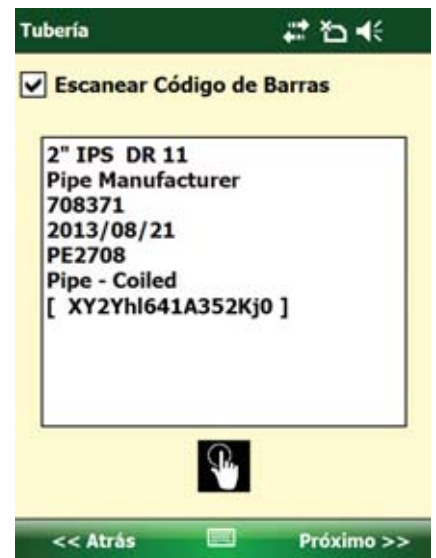 Tubería
Escanear Código de Barras
2" IPS DR 11
Pipe Manufacturer
708371
2013/08/21
PE2708
Pipe - Coiled
[ XY2Yhl641A352Kj0 ]
<< Atrás
Próximo >>